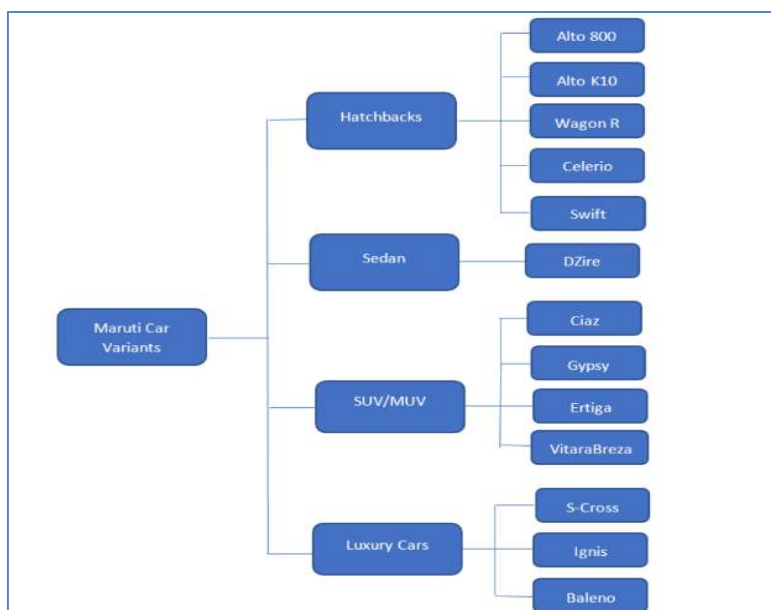 Maruti Car
Variants
Hatchbacks
Alto 800
Alto K10
Wagon R
Celerio
Swift
Sedan
DZire
SUV/MUV
Ciaz
Gypsy
Ertiga
VitaraBreza
Luxury Cars
S-Cross
Ignis
Baleno